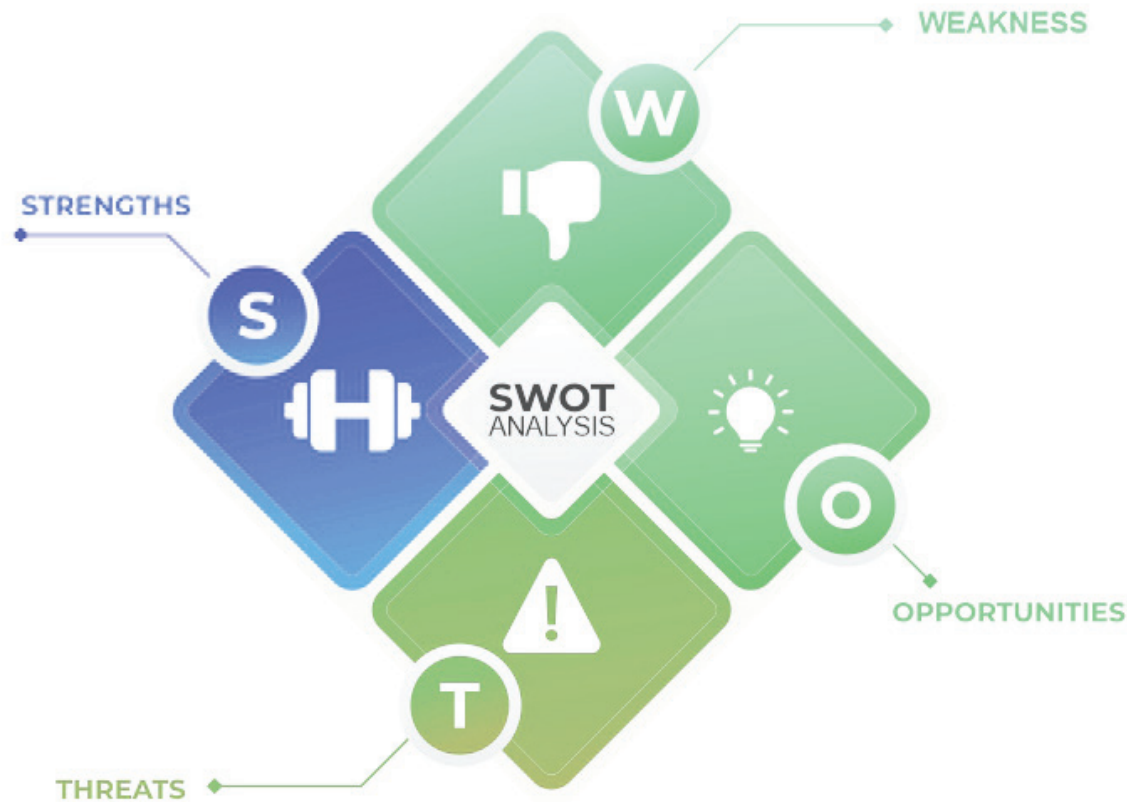 WEAKNESS
W
STRENGTHS
S
SWOT
ANALYSIS
O
OPPORTUNITIES
!
T
THREATS